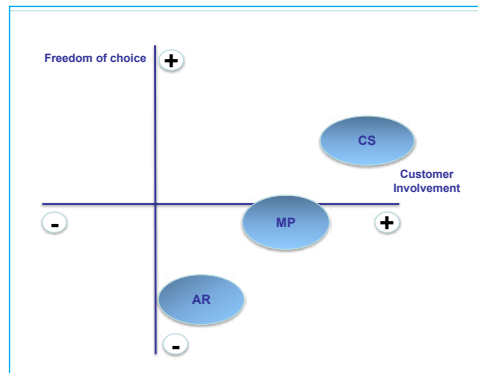 Freedom of choice
+
CS
Customer
Involvement
-
MP
+
AR
-